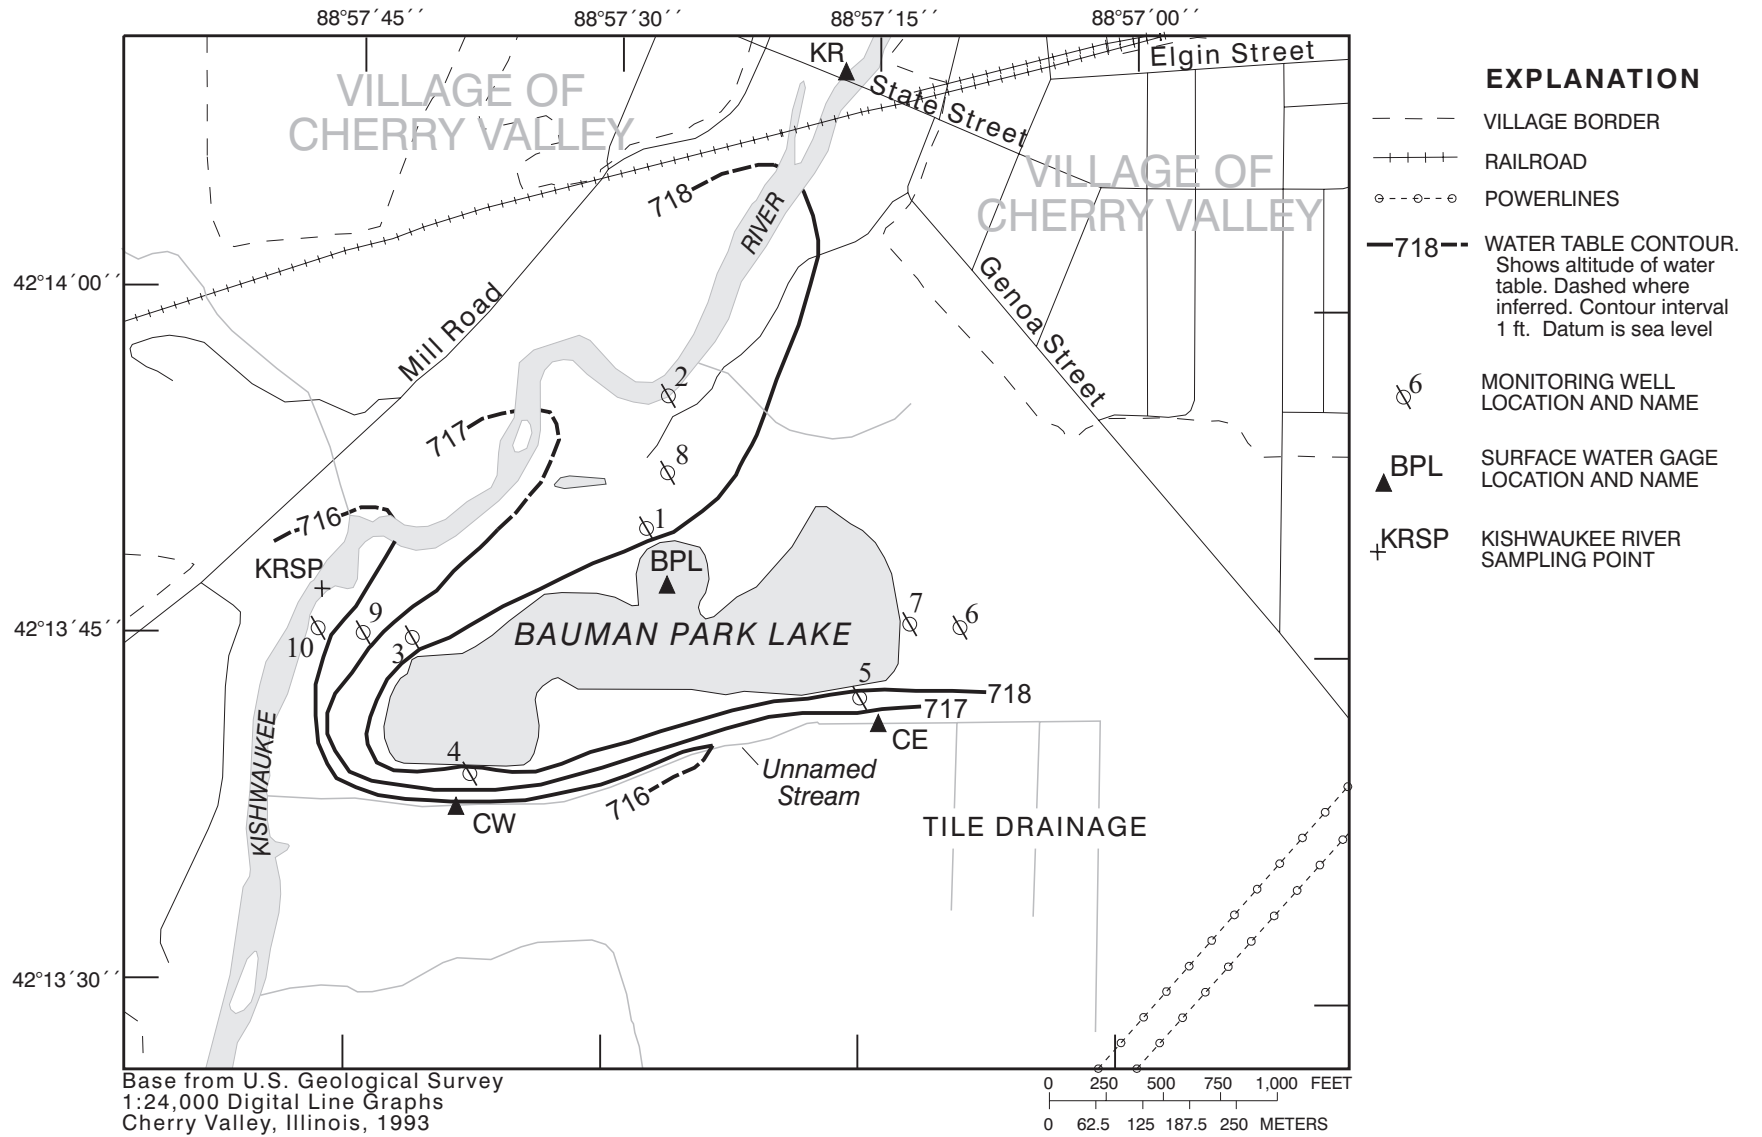 88°57´45´´
88°57´30´´
88°57´15´´
88°57´00´´
KR
Elgin Street
VILLAGE OF
CHERRY VALLEY
State Street
VILLAGE OF
CHERRY VALLEY
718
RIVER
42°14´00´´
Mill Road
Genoa Street
2
717
8
716
1
KRSP
BPL
42°13´45´´
9
10
3
BAUMAN PARK LAKE
7
6
5
718
717
CE
4
Unnamed
Stream
716
KISHWAUKEE
CW
TILE DRAINAGE
42°13´30´´
Base from U.S. Geological Survey
1:24,000 Digital Line Graphs
Cherry Valley, Illinois, 1993
0 250 500 750 1,000 FEET
0 62.5 125 187.5 250 METERS
EXPLANATION
VILLAGE BORDER
RAILROAD
POWERLINES
718
WATER TABLE CONTOUR.
Shows altitude of water
table. Dashed where
inferred. Contour interval
1 ft. Datum is sea level
6
MONITORING WELL
LOCATION AND NAME
BPL
SURFACE WATER GAGE
LOCATION AND NAME
KRSP
KISHWAUKEE RIVER
SAMPLING POINT